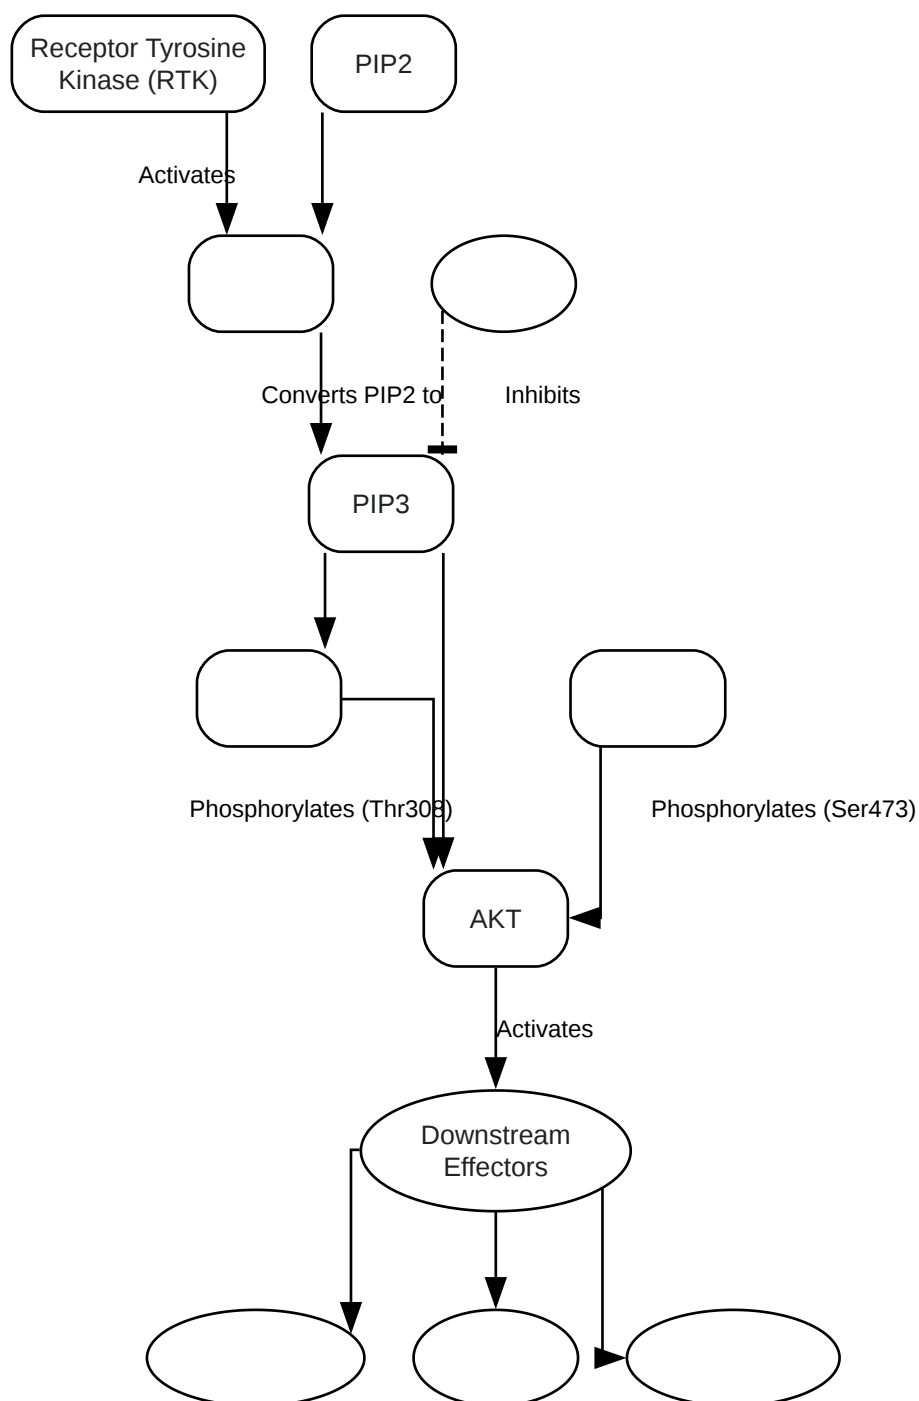 Receptor Tyrosine
Kinase (RTK)
PIP2
Activates
Converts PIP2 to
Inhibits
PIP3
Phosphorylates (Thr308)
Phosphorylates (Ser473)
AKT
Activates
Downstream
Effectors